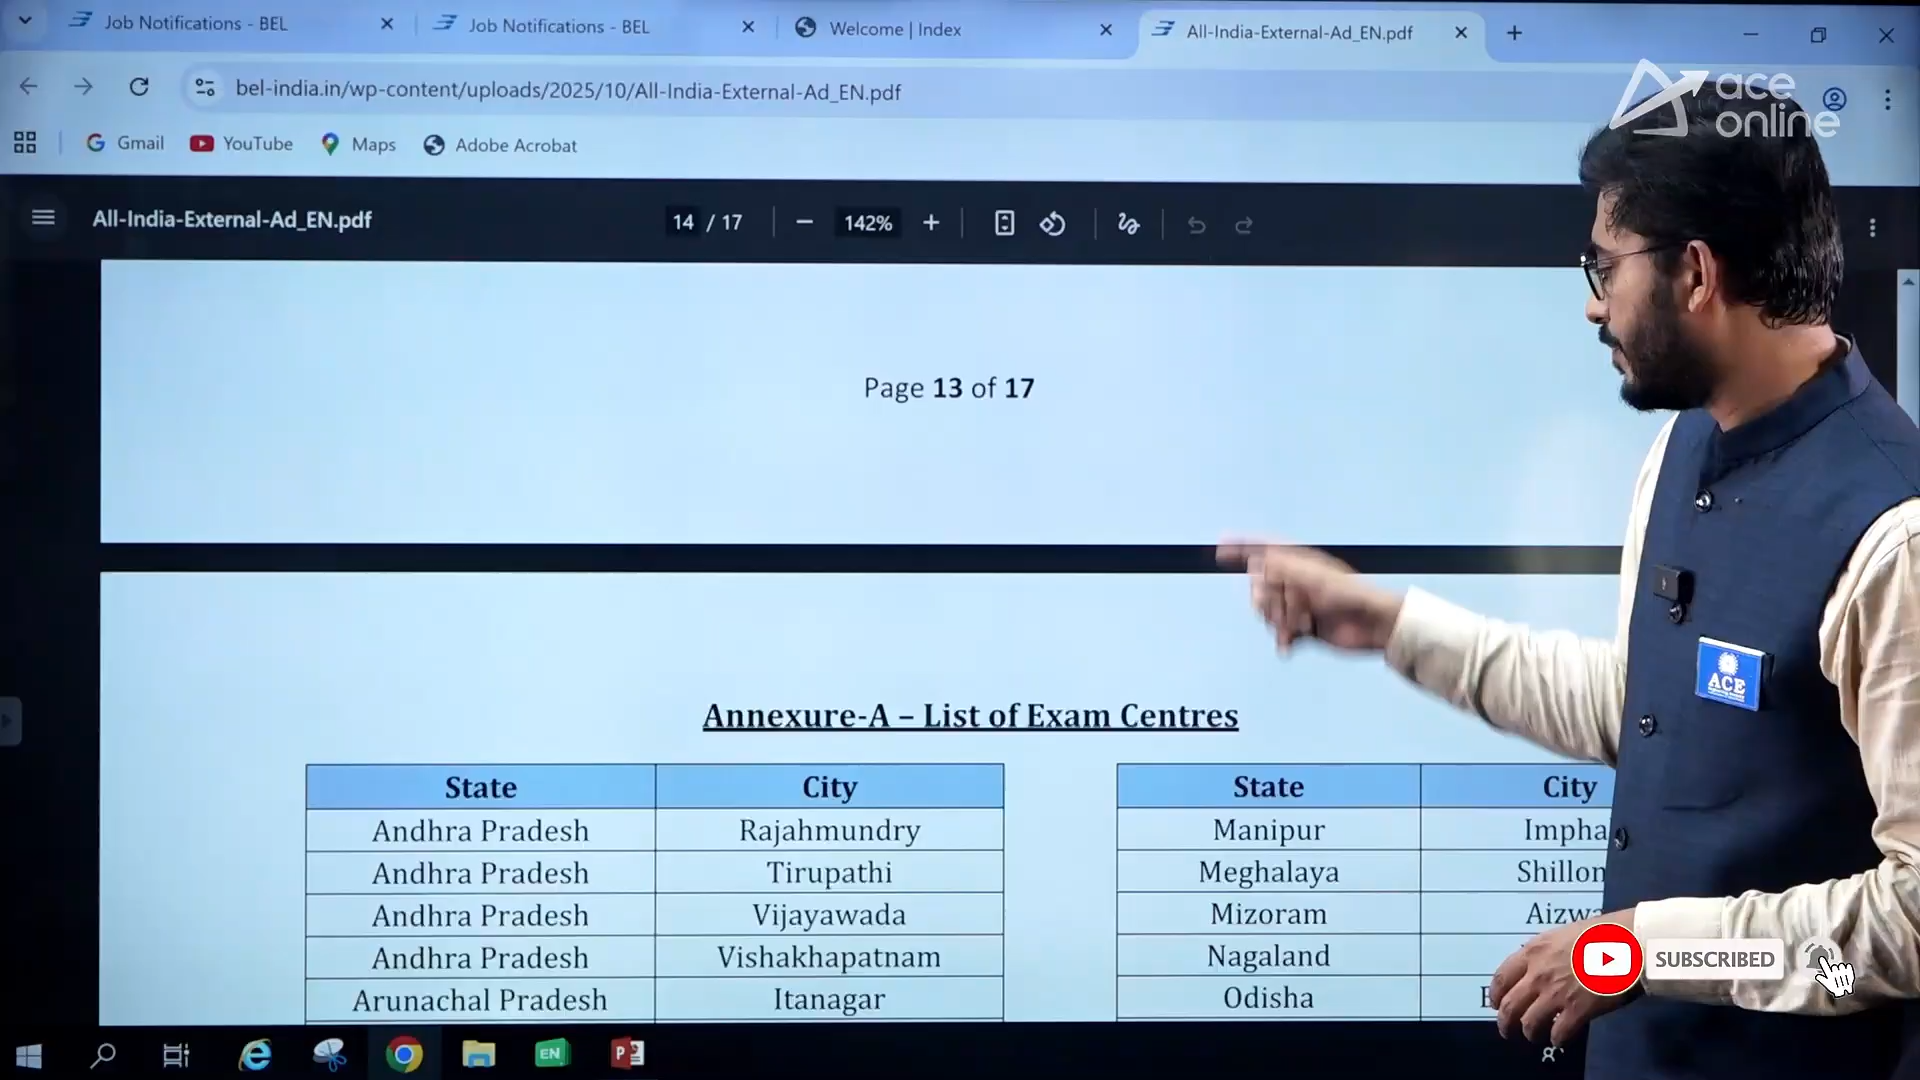 Job Notifications - BEL
Job Notifications - BEL
Welcome | Index
All-India-External-Ad_EN.pdf
bel-india.in/wp-content/uploads/2025/10/All-India-External-Ad_EN.pdf
Gmail
YouTube
Maps
Adobe Acrobat
ace
online
All-India-External-Ad_EN.pdf
14 / 17
142%
Page 13 of 17
Annexure-A – List of Exam Centres
State City State City
Andhra Pradesh Rajahmundry Manipur Impha
Andhra Pradesh Tirupathi Meghalaya Shillon
Andhra Pradesh Vijayawada Mizoram Aizw
Andhra Pradesh Vishakhapatnam Nagaland
Arunachal Pradesh Itanagar Odisha
ACE
SUBSCRIBED
EN